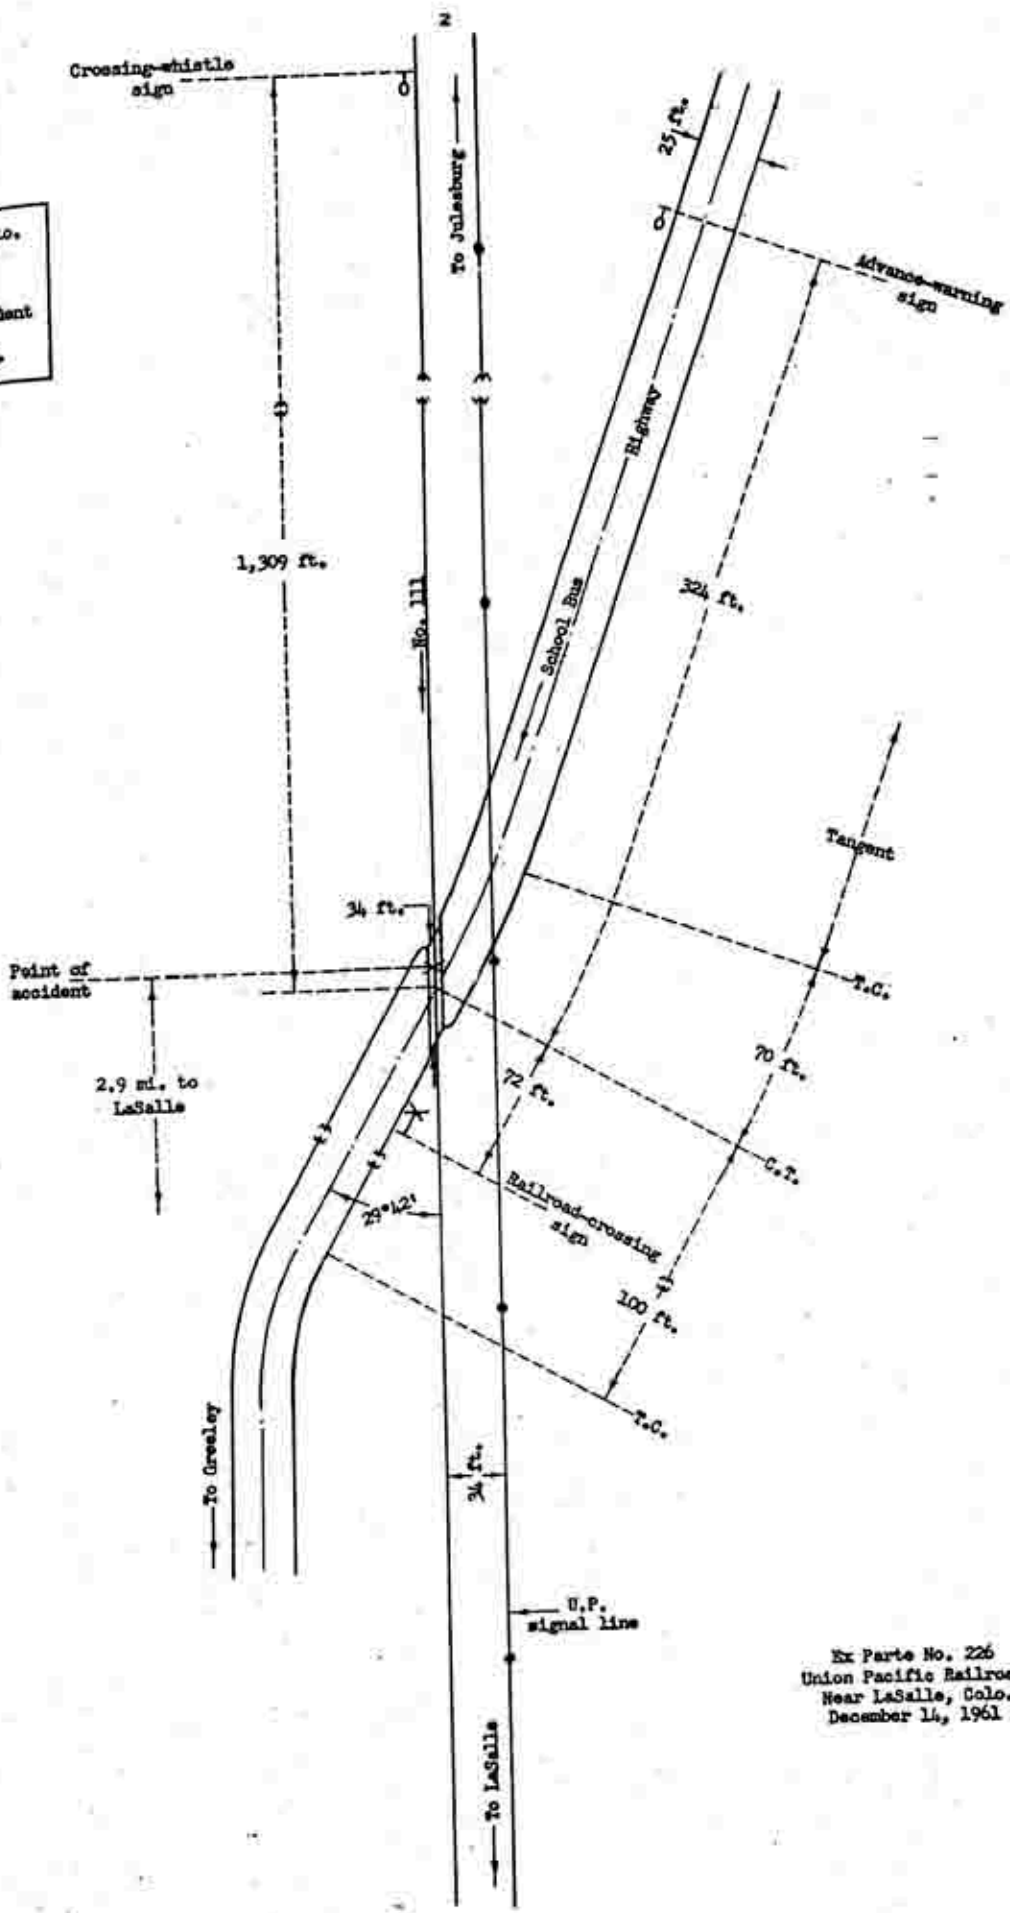 2
Crossing-whistle
sign
To Julesburg
25 ft.
Advance-warning
sign
Highway
1,309 ft.
No. 111
School Bus
324 ft.
Tangent
34 ft.
Point of
accident
T.C.
2.9 mi. to
LaSalle
72 ft.
70 ft.
C.T.
Railroad-crossing
sign
29°42'
100 ft.
T.C.
To Greeley
34 ft.
U.P.
signal line
To LaSalle
Ex Parte No. 226
Union Pacific Railroa
Near LaSalle, Colo.
December 14, 1961